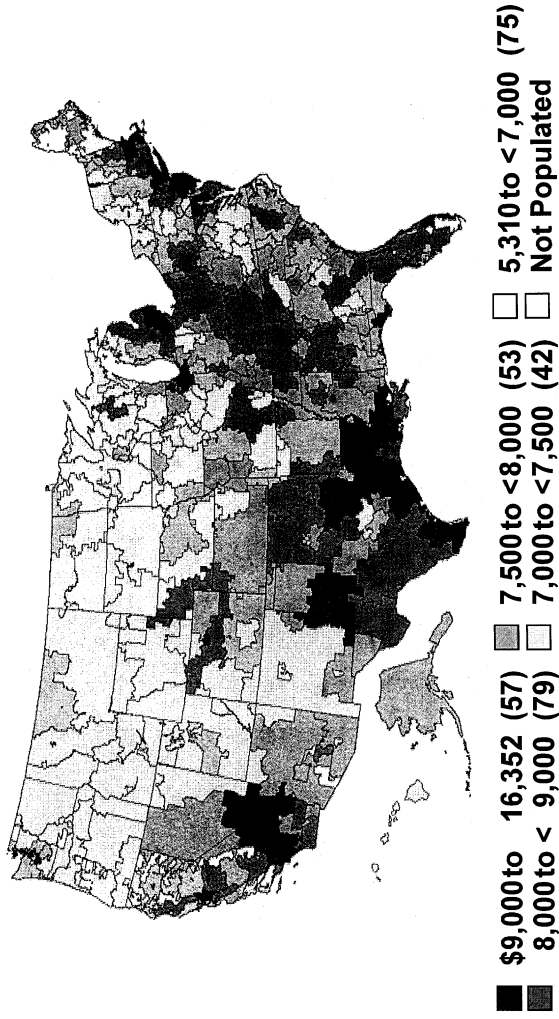 $9,000 to 16,352 (57)
8,000 to < 9,000 (79)
7,500 to <8,000 (53)
7,000 to <7,500 (42)
5,310 to < 7,000 (75)
Not Populated